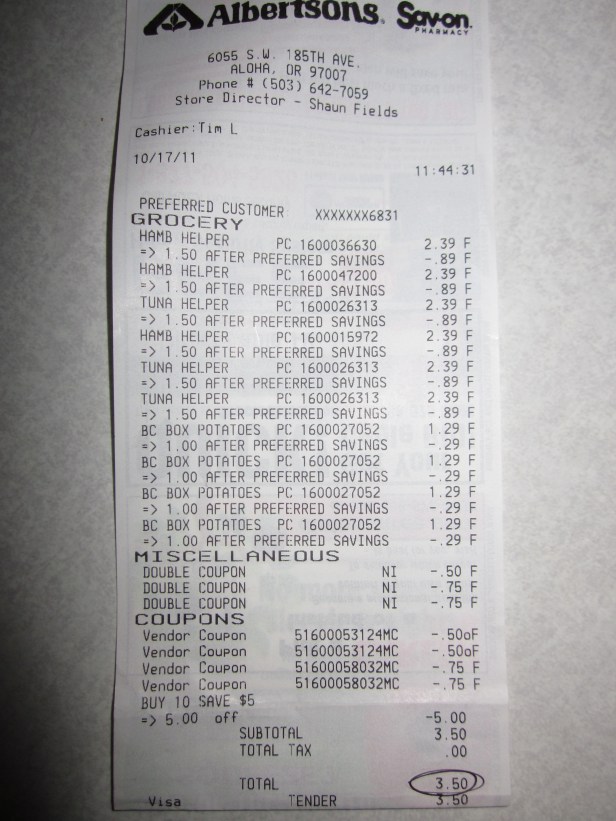 Albertsons. Sav-on.
PHARMACY
6055 S.W. 185TH AVE.
ALOHA, OR 97007
Phone # (503) 642-7059
Store Director - Shaun Fields
Cashier:Tim L
10/17/11 11:44:31
PREFERRED CUSTOMER XXXXXXX6831
GROCERY
HAMB HELPER PC 1600036630 2.39 F
=> 1.50 AFTER PREFERRED SAVINGS -.89 F
HAMB HELPER PC 1600047200 2.39 F
=> 1.50 AFTER PREFERRED SAVINGS -.89 F
TUNA HELPER PC 1600026313 2.39 F
=> 1.50 AFTER PREFERRED SAVINGS -.89 F
HAMB HELPER PC 1600015972 2.39 F
=> 1.50 AFTER PREFERRED SAVINGS -.89 F
TUNA HELPER PC 1600026313 2.39 F
=> 1.50 AFTER PREFERRED SAVINGS -.89 F
TUNA HELPER PC 1600026313 2.39 F
=> 1.50 AFTER PREFERRED SAVINGS -.89 F
BC BOX POTATOES PC 1600027052 1.29 F
=> 1.00 AFTER PREFERRED SAVINGS -.29 F
BC BOX POTATOES PC 1600027052 1.29 F
=> 1.00 AFTER PREFERRED SAVINGS -.29 F
BC BOX POTATOES PC 1600027052 1.29 F
=> 1.00 AFTER PREFERRED SAVINGS -.29 F
BC BOX POTATOES PC 1600027052 1.29 F
=> 1.00 AFTER PREFERRED SAVINGS -.29 F
MISCELLANEOUS
DOUBLE COUPON NI -.50 F
DOUBLE COUPON NI -.75 F
DOUBLE COUPON NI -.75 F
COUPONS
Vendor Coupon 51600053124MC -.50oF
Vendor Coupon 51600053124MC -.50oF
Vendor Coupon 51600058032MC -.75 F
Vendor Coupon 51600058032MC -.75 F
BUY 10 SAVE $5
=> 5.00 off -5.00
SUBTOTAL 3.50
TOTAL TAX .00
TOTAL 3.50
Visa TENDER 3.50